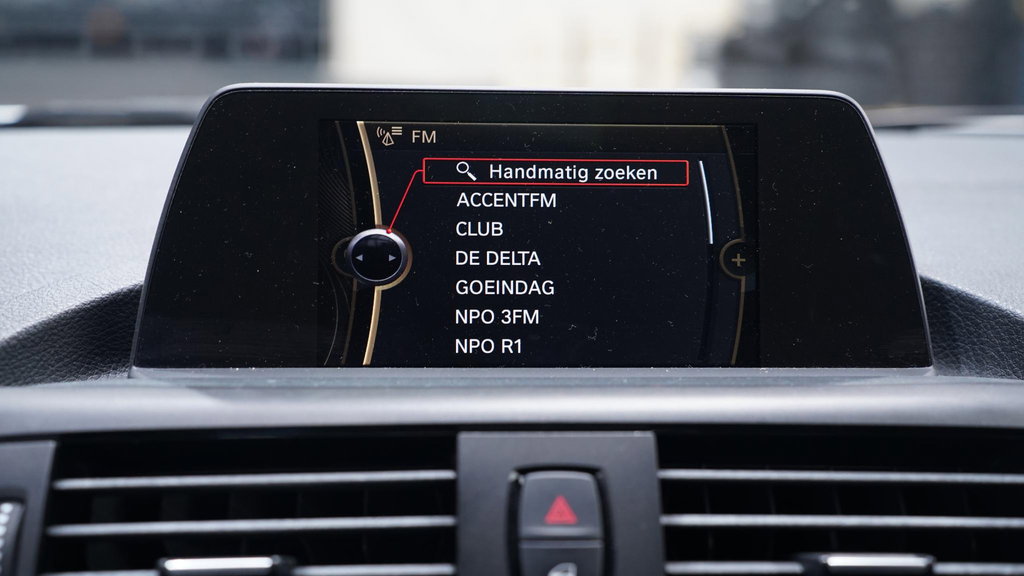 FM
Handmatig zoeken
ACCENTFM
CLUB
DE DELTA
GOEINDAG
NPO 3FM
NPO R1